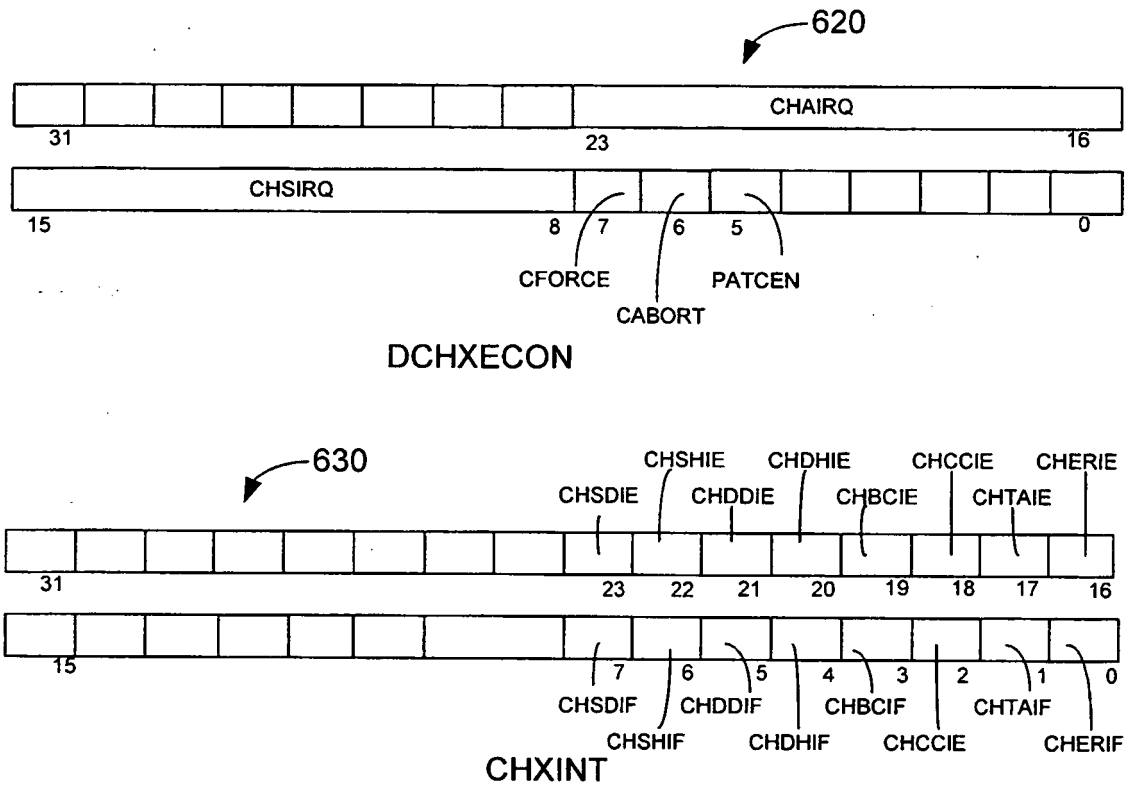 620
CHAIRQ
31 23 16
CHSIRQ
15 8 7 6 5 0
CFORCE PATCEN
CABORT
DCHXECON
630
CHSHIE CHDHIE CHCCIE CHERIE
CHSDIE CHDDIE CHBCIE CHTAIE
31 23 22 21 20 19 18 17 16
15 7 6 5 4 3 2 1 0
CHSDIF CHDDIF CHBCIF CHTAIF
CHSHIF CHDHIF CHCCIE CHERIF
CHXINT